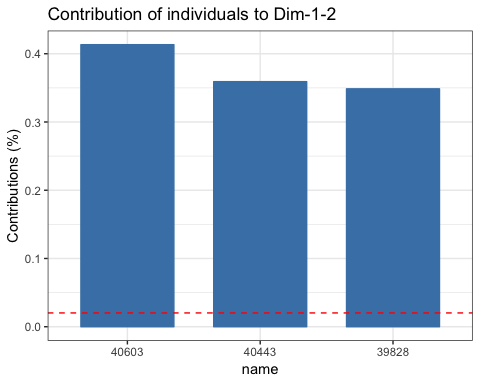 Contribution of individuals to Dim-1-2
Contributions (%)
0.4
0.3
0.2
0.1
0.0
40603 40443 39828
name